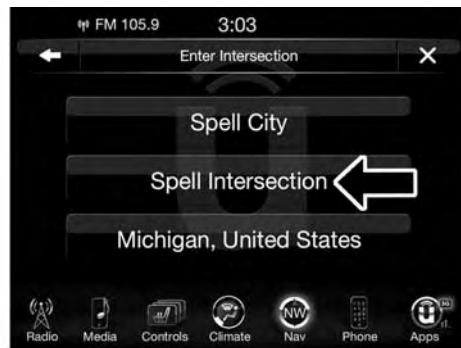 FM 105.9 3:03
Enter Intersection
Spell City
Spell Intersection
Michigan, United States
NW 3G
Radio Media Controls Climate Nav Phone Apps